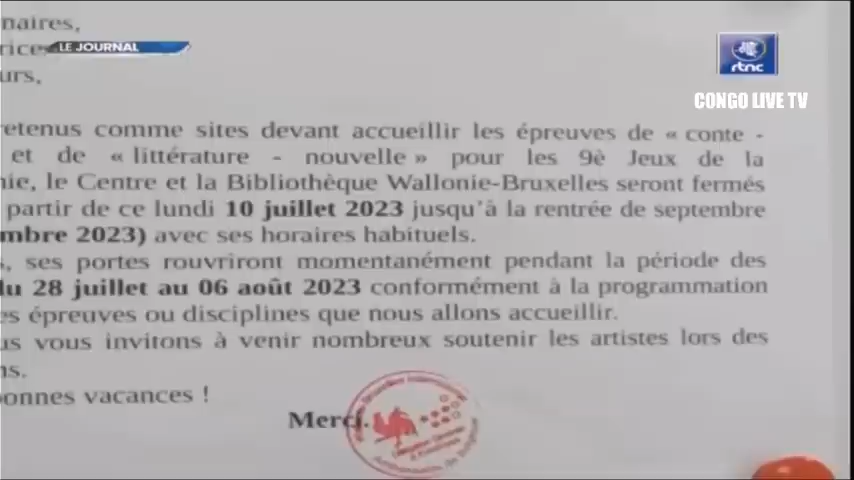 naires,
rices
LE JOURNAL
rtnc
urs,
CONGO LIVE TV
retenus comme sites devant accueillir les épreuves de « conte -
et de « littérature - nouvelle » pour les 9è Jeux de la
nie, le Centre et la Bibliothèque Wallonie-Bruxelles seront fermés
partir de ce lundi 10 juillet 2023 jusqu'à la rentrée de septembre
mbre 2023) avec ses horaires habituels.
s, ses portes rouvriront momentanément pendant la période des
du 28 juillet au 06 août 2023 conformément à la programmation
es épreuves ou disciplines que nous allons accueillir.
us vous invitons à venir nombreux soutenir les artistes lors des
ns.
bonnes vacances !
Merci.